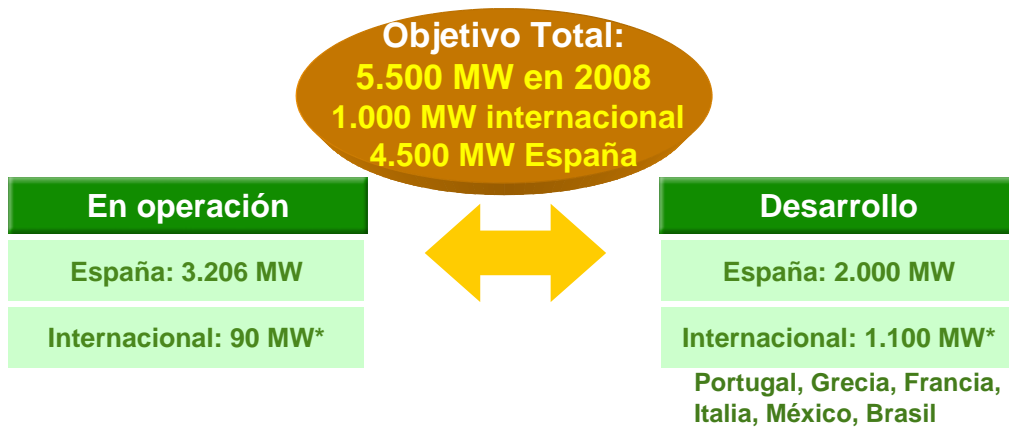 Objetivo Total:
5.500 MW en 2008
1.000 MW internacional
4.500 MW España
En operación
España: 3.206 MW
Internacional: 90 MW*
Desarrollo
España: 2.000 MW
Internacional: 1.100 MW*
Portugal, Grecia, Francia,
Italia, México, Brasil